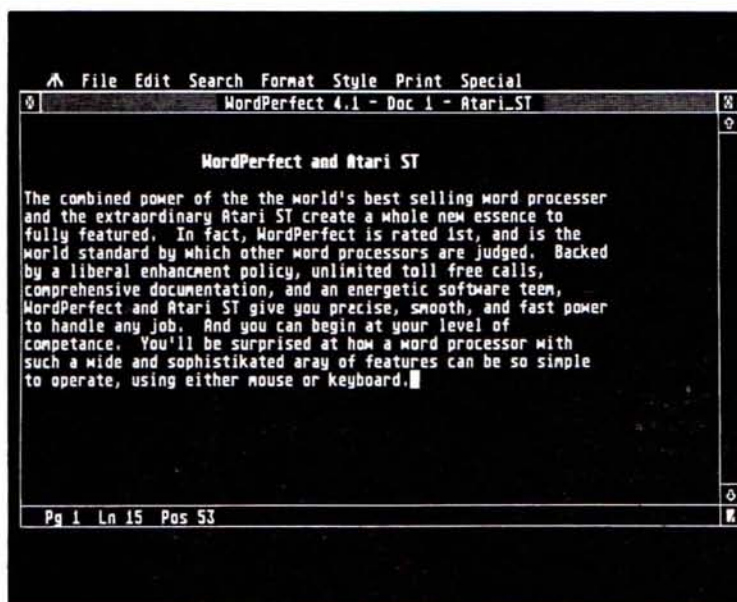 File Edit Search Format Style Print Special
WordPerfect 4.1 - Doc 1 - Atari_ST
WordPerfect and Atari ST
The combined power of the the world's best selling word processer
and the extraordinary Atari ST create a whole new essence to
fully featured. In fact, WordPerfect is rated 1st, and is the
world standard by which other word processors are judged. Backed
by a liberal enhancment policy, unlimited toll free calls,
comprehensive documentation, and an energetic software teem,
WordPerfect and Atari ST give you precise, smooth, and fast power
to handle any job. And you can begin at your level of
competance. You'll be surprised at how a word processor with
such a wide and sophistikated aray of features can be so simple
to operate, using either mouse or keyboard.
Pg 1 Ln 15 Pos 53